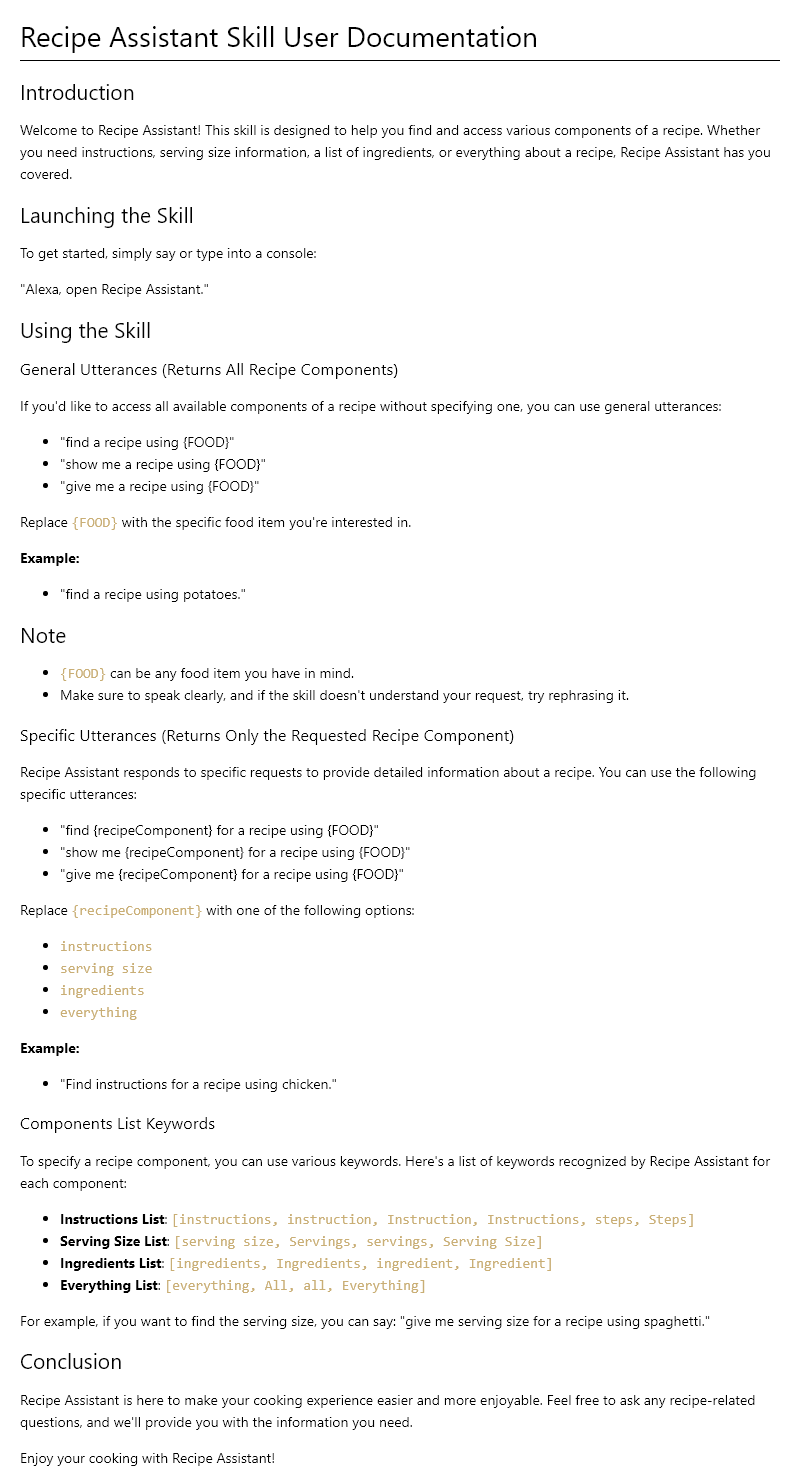 Recipe Assistant Skill User Documentation
Introduction
Welcome to Recipe Assistant! This skill is designed to help you find and access various components of a recipe. Whether
you need instructions, serving size information, a list of ingredients, or everything about a recipe, Recipe Assistant has you
covered.
Launching the Skill
To get started, simply say or type into a console:
"Alexa, open Recipe Assistant."
Using the Skill
General Utterances (Returns All Recipe Components)
If you'd like to access all available components of a recipe without specifying one, you can use general utterances:
• "find a recipe using {FOOD}"
• "show me a recipe using {FOOD}"
• "give me a recipe using {FOOD}"
Replace {FOOD} with the specific food item you're interested in.
Example:
• "find a recipe using potatoes."
Note
• {FOOD} can be any food item you have in mind.
• Make sure to speak clearly, and if the skill doesn't understand your request, try rephrasing it.
Specific Utterances (Returns Only the Requested Recipe Component)
Recipe Assistant responds to specific requests to provide detailed information about a recipe. You can use the following
specific utterances:
• "find {recipeComponent} for a recipe using {FOOD}"
• "show me {recipeComponent} for a recipe using {FOOD}"
• "give me {recipeComponent} for a recipe using {FOOD}"
Replace {recipeComponent} with one of the following options:
• instructions
• serving size
• ingredients
• everything
Example:
• "Find instructions for a recipe using chicken."
Components List Keywords
To specify a recipe component, you can use various keywords. Here's a list of keywords recognized by Recipe Assistant for
each component:
• Instructions List: [instructions, instruction, Instruction, Instructions, steps, Steps]
• Serving Size List: [serving size, Servings, servings, Serving Size]
• Ingredients List: [ingredients, Ingredients, ingredient, Ingredient]
• Everything List: [everything, All, all, Everything]
For example, if you want to find the serving size, you can say: "give me serving size for a recipe using spaghetti."
Conclusion
Recipe Assistant is here to make your cooking experience easier and more enjoyable. Feel free to ask any recipe-related
questions, and we'll provide you with the information you need.
Enjoy your cooking with Recipe Assistant!